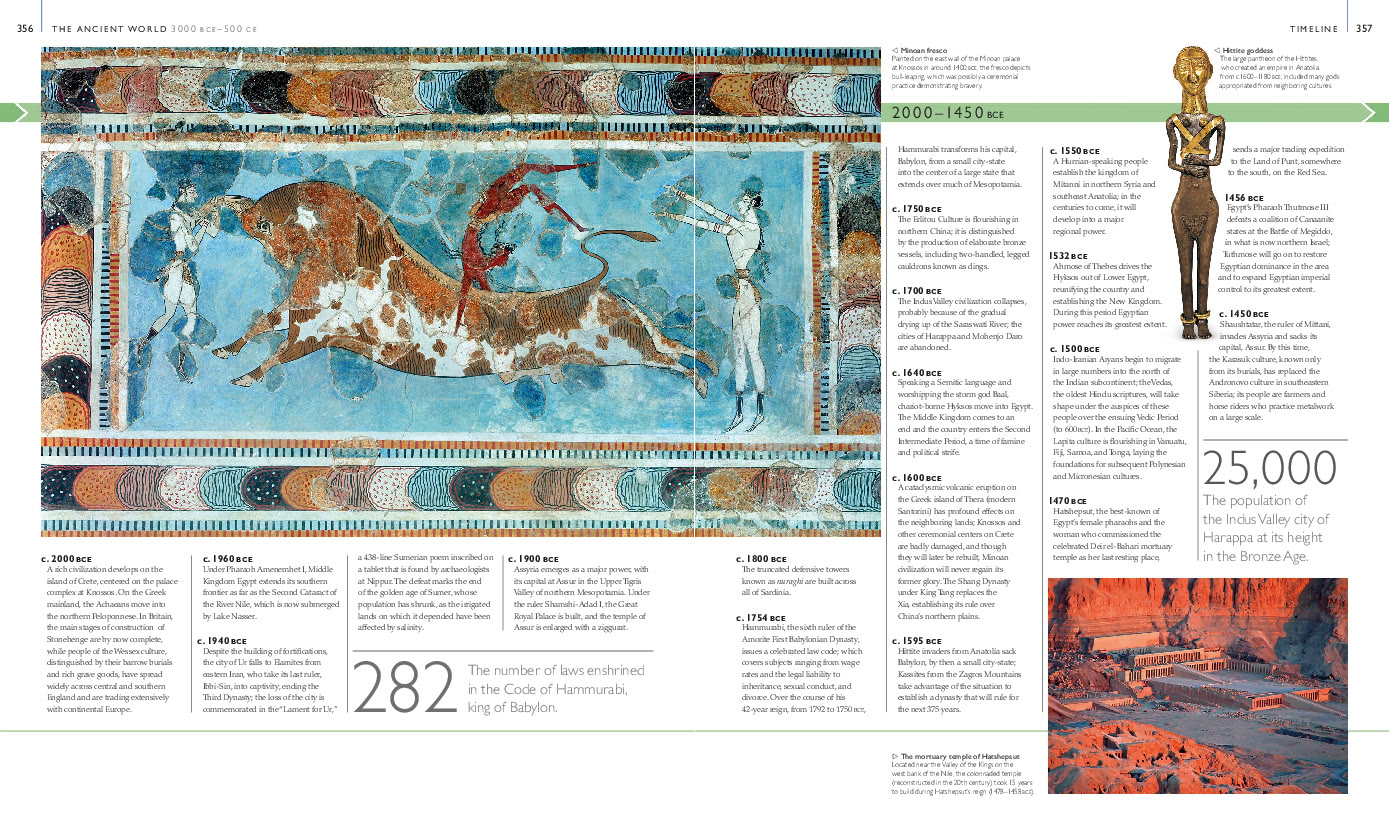 356
THE ANCIENT WORLD 3000 BCE–500 CE
TIMELINE
357
◁ Minoan fresco
Painted on the east wall of the Minoan palace
at Knossos in around 1400 BCE, the fresco depicts
bull-leaping, which was possibly a ceremonial
practice demonstrating bravery.
◁ Hittite goddess
The large pantheon of the Hittites,
who created an empire in Anatolia
from c.1600–1180 BCE, included many gods
appropriated from neighboring cultures.
2000–1450 BCE
c. 2000 BCE
A rich civilization develops on the
island of Crete, centered on the palace
complex at Knossos. On the Greek
mainland, the Achaeans move into
the northern Peloponnese. In Britain,
the main stages of construction of
Stonehenge are by now complete,
while people of the Wessex culture,
distinguished by their barrow burials
and rich grave goods, have spread
widely across central and southern
England and are trading extensively
with continental Europe.
c. 1960 BCE
Under Pharaoh Amenemhet I, Middle
Kingdom Egypt extends its southern
frontier as far as the Second Cataract of
the River Nile, which is now submerged
by Lake Nasser.
c. 1940 BCE
Despite the building of fortifications,
the city of Ur falls to Elamites from
eastern Iran, who take its last ruler,
Ibbi-Sin, into captivity, ending the
Third Dynasty; the loss of the city is
commemorated in the "Lament for Ur,"
a 438-line Sumerian poem inscribed on
a tablet that is found by archaeologists
at Nippur. The defeat marks the end
of the golden age of Sumer, whose
population has shrunk, as the irrigated
lands on which it depended have been
affected by salinity.
c. 1900 BCE
Assyria emerges as a major power, with
its capital at Assur in the Upper Tigris
Valley of northern Mesopotamia. Under
the ruler Shamshi-Adad I, the Great
Royal Palace is built, and the temple of
Assur is enlarged with a ziggurat.
282
The number of laws enshrined
in the Code of Hammurabi,
king of Babylon.
c. 1800 BCE
The truncated defensive towers
known as nuraghi are built across
all of Sardinia.
c. 1754 BCE
Hammurabi, the sixth ruler of the
Amorite First Babylonian Dynasty,
issues a celebrated law code; which
covers subjects ranging from wage
rates and the legal liability to
inheritance, sexual conduct, and
divorce. Over the course of his
42-year reign, from 1792 to 1750 BCE,
Hammurabi transforms his capital,
Babylon, from a small city-state
into the center of a large state that
extends over much of Mesopotamia.
c. 1750 BCE
The Erlitou Culture is flourishing in
northern China; it is distinguished
by the production of elaborate bronze
vessels, including two-handled, legged
cauldrons known as dings.
c. 1700 BCE
The Indus Valley civilization collapses,
probably because of the gradual
drying up of the Saraswati River; the
cities of Harappa and Mohenjo Daro
are abandoned.
c. 1640 BCE
Speaking a Semitic language and
worshipping the storm god Baal,
chariot-borne Hyksos move into Egypt.
The Middle Kingdom comes to an
end and the country enters the Second
Intermediate Period, a time of famine
and political strife.
c. 1600 BCE
A cataclysmic volcanic eruption on
the Greek island of Thera (modern
Santorini) has profound effects on
the neighboring lands; Knossos and
other ceremonial centers on Crete
are badly damaged, and though
they will later be rebuilt, Minoan
civilization will never regain its
former glory. The Shang Dynasty
under King Tang replaces the
Xia, establishing its rule over
China's northern plains.
c. 1595 BCE
Hittite invaders from Anatolia sack
Babylon, by then a small city-state;
Kassites from the Zagros Mountains
take advantage of the situation to
establish a dynasty that will rule for
the next 375 years.
c. 1550 BCE
A Hurrian-speaking people
establish the kingdom of
Mitanni in northern Syria and
southeast Anatolia; in the
centuries to come, it will
develop into a major
regional power.
1532 BCE
Ahmose of Thebes drives the
Hyksos out of Lower Egypt,
reunifying the country and
establishing the New Kingdom.
During this period Egyptian
power reaches its greatest extent.
c. 1500 BCE
Indo-Iranian Aryans begin to migrate
in large numbers into the north of
the Indian subcontinent; the Vedas,
the oldest Hindu scriptures, will take
shape under the auspices of these
people over the ensuing Vedic Period
(to 600 BCE). In the Pacific Ocean, the
Lapita culture is flourishing in Vanuatu,
Fiji, Samoa, and Tonga, laying the
foundations for subsequent Polynesian
and Micronesian cultures.
1470 BCE
Hatshepsut, the best-known of
Egypt's female pharaohs and the
woman who commissioned the
celebrated Deir el-Bahari mortuary
temple as her last resting place,
sends a major trading expedition
to the Land of Punt, somewhere
to the south, on the Red Sea.
1456 BCE
Egypt's Pharaoh Thutmose III
defeats a coalition of Canaanite
states at the Battle of Megiddo,
in what is now northern Israel;
Tuthmose will go on to restore
Egyptian dominance in the area
and to expand Egyptian imperial
control to its greatest extent.
c. 1450 BCE
Shaushtatar, the ruler of Mittani,
invades Assyria and sacks its
capital, Assur. By this time,
the Karasuk culture, known only
from its burials, has replaced the
Andronovo culture in southeastern
Siberia; its people are farmers and
horse riders who practice metalwork
on a large scale.
25,000
The population of
the Indus Valley city of
Harappa at its height
in the Bronze Age.
▷ The mortuary temple of Hatshepsut
Located near the Valley of the Kings on the
west bank of the Nile, the colonnaded temple
(reconstructed in the 20th century) took 15 years
to build during Hatshepsut's reign (1478–1458 BCE).